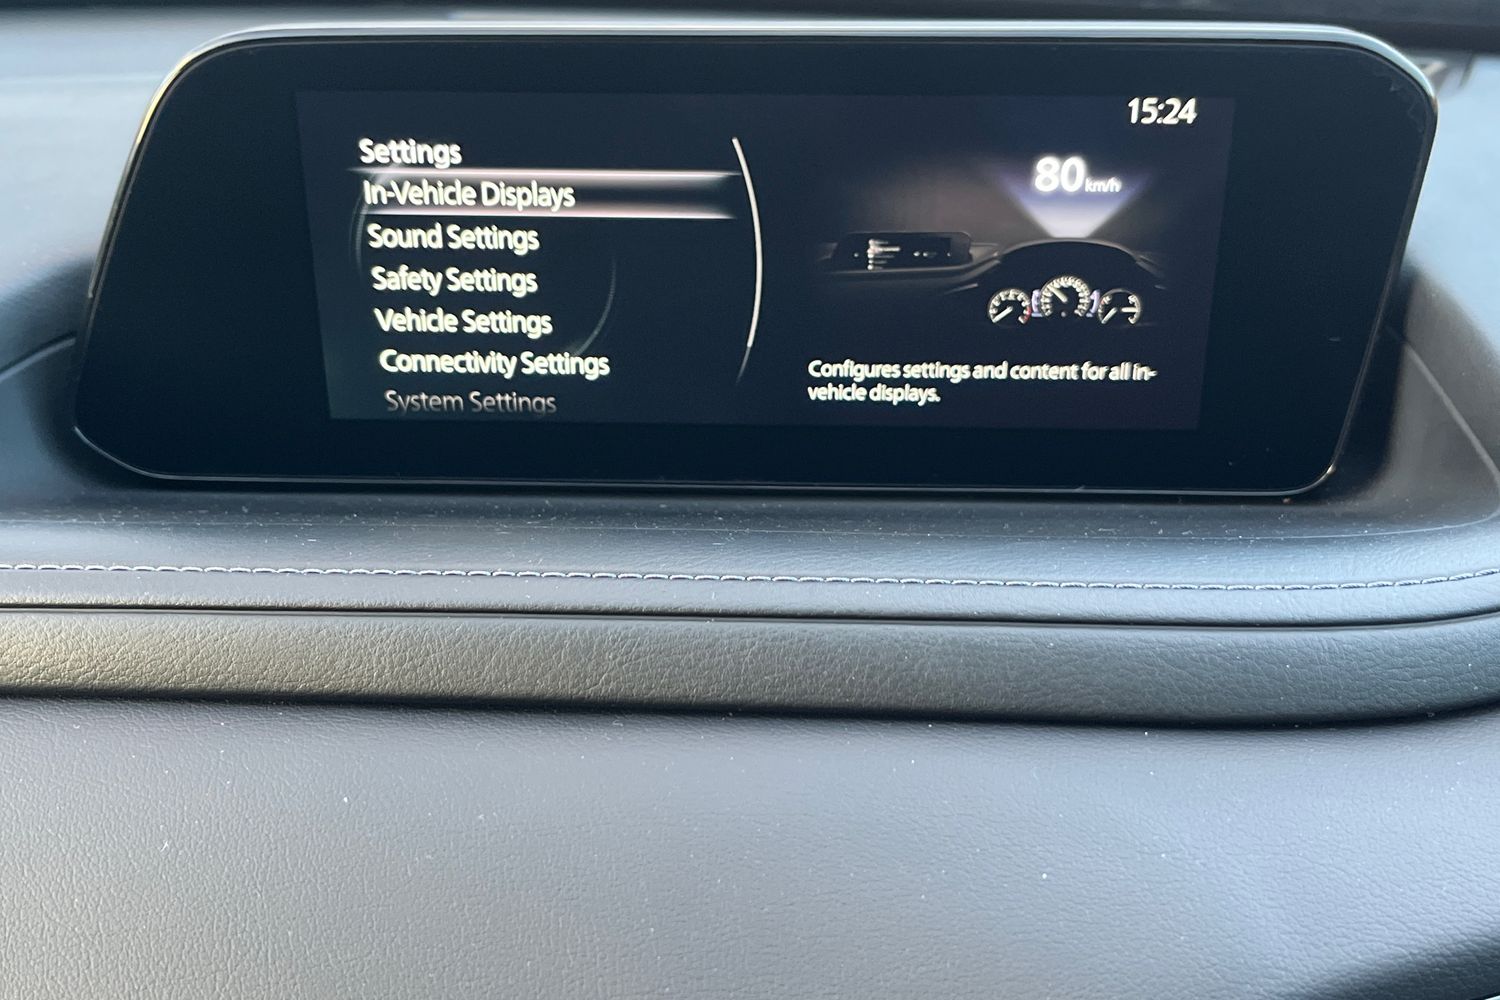 15:24
Settings
In-Vehicle Displays
Sound Settings
Safety Settings
Vehicle Settings
Connectivity Settings
System Settings
80 km/h
Configures settings and content for all in-
vehicle displays.